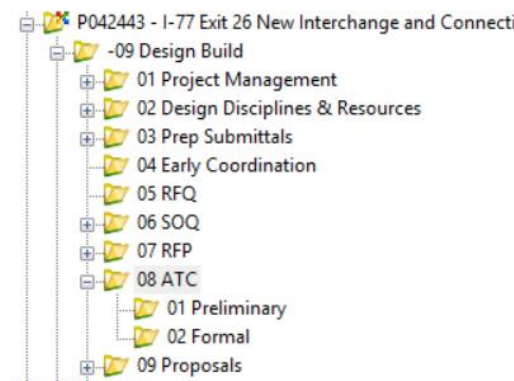 P042443 - I-77 Exit 26 New Interchange and Connecti
-09 Design Build
01 Project Management
02 Design Disciplines & Resources
03 Prep Submittals
04 Early Coordination
05 RFQ
06 SOQ
07 RFP
08 ATC
01 Preliminary
02 Formal
09 Proposals